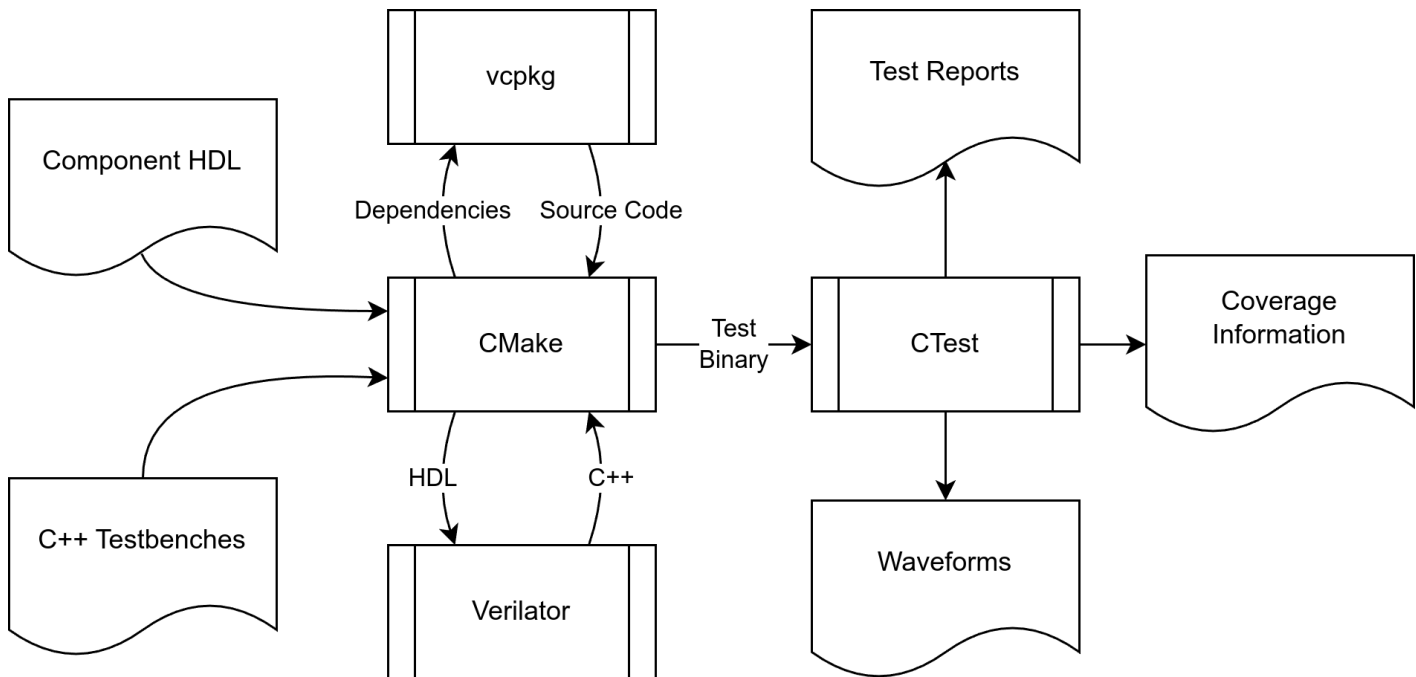 vcpkg
Test Reports
Component HDL
Dependencies
Source Code
CMake
Test
Binary
CTest
Coverage
Information
HDL
C++
C++ Testbenches
Verilator
Waveforms